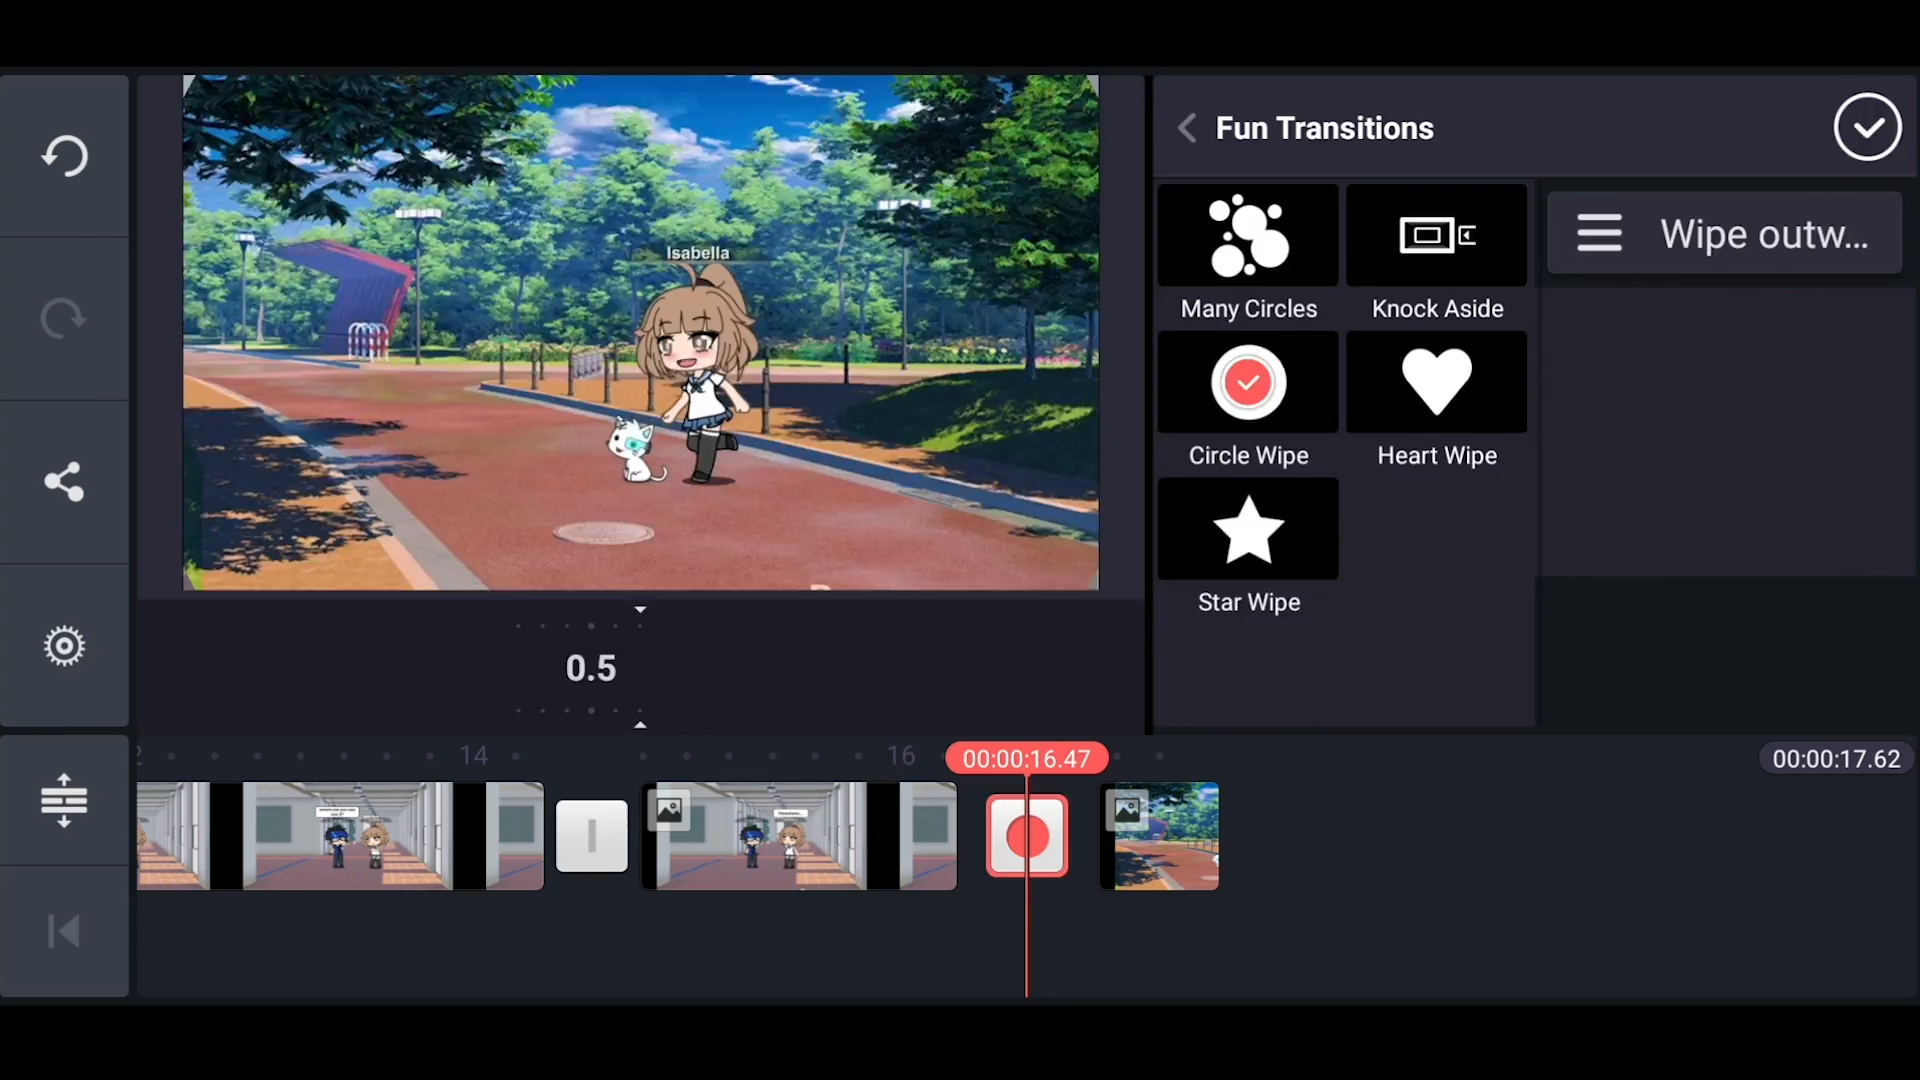 Fun Transitions
Many Circles
Knock Aside
Wipe outw...
Circle Wipe
Heart Wipe
Star Wipe
Isabella
0.5
14
16
00:00:16.47
00:00:17.62